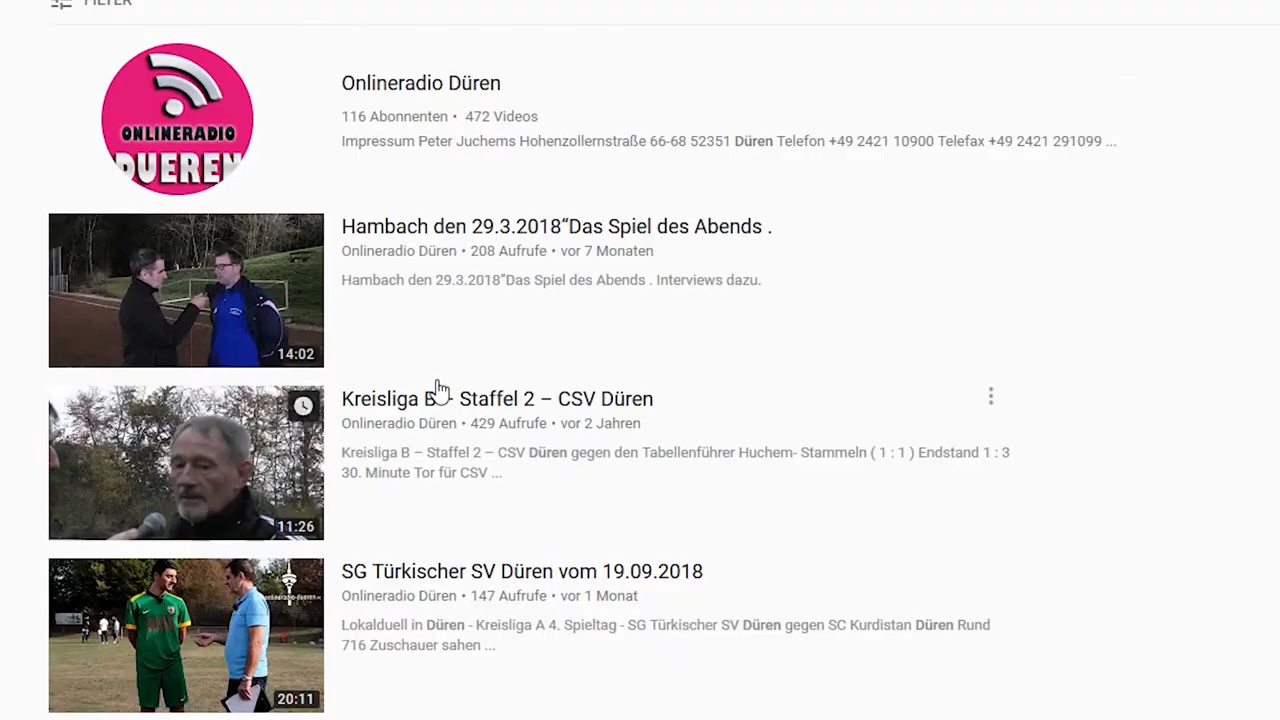 FILTER
ONLINERADIO
DUEREN
Onlineradio Düren
116 Abonnenten • 472 Videos
Impressum Peter Juchems Hohenzollernstraße 66-68 52351 Düren Telefon +49 2421 10900 Telefax +49 2421 291099 ...
Hambach den 29.3.2018“Das Spiel des Abends .
Onlineradio Düren • 208 Aufrufe • vor 7 Monaten
Hambach den 29.3.2018“Das Spiel des Abends . Interviews dazu.
14:02
Kreisliga B - Staffel 2 – CSV Düren
Onlineradio Düren • 429 Aufrufe • vor 2 Jahren
Kreisliga B – Staffel 2 – CSV Düren gegen den Tabellenführer Huchem- Stammeln ( 1 : 1 ) Endstand 1 : 3
30. Minute Tor für CSV ...
11:26
SG Türkischer SV Düren vom 19.09.2018
Onlineradio Düren • 147 Aufrufe • vor 1 Monat
Lokalduell in Düren - Kreisliga A 4. Spieltag - SG Türkischer SV Düren gegen SC Kurdistan Düren Rund
716 Zuschauer sahen ...
20:11